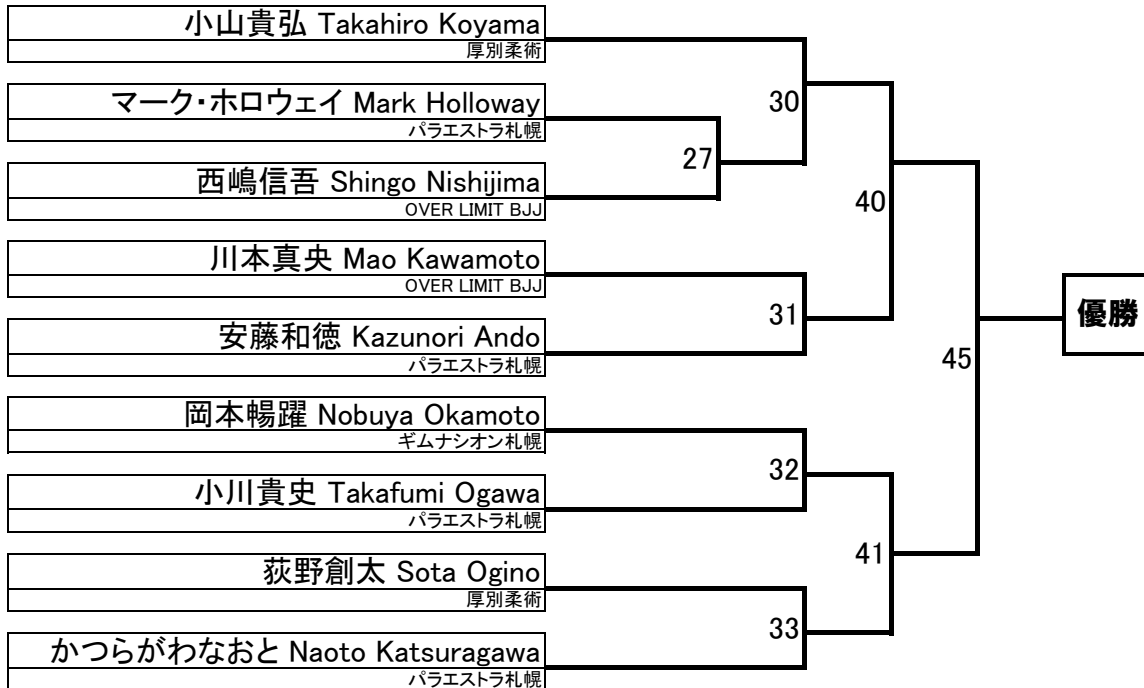 小山貴弘 Takahiro Koyama
厚別柔術
30
マーク・ホロウェイ Mark Holloway
パラエストラ札幌
27
西嶋信吾 Shingo Nishijima
OVER LIMIT BJJ
40
川本真央 Mao Kawamoto
OVER LIMIT BJJ
31
優勝
安藤和徳 Kazunori Ando
パラエストラ札幌
45
岡本暢躍 Nobuya Okamoto
ギムナシオン札幌
32
小川貴史 Takafumi Ogawa
パラエストラ札幌
41
荻野創太 Sota Ogino
厚別柔術
33
かつらがわなおと Naoto Katsuragawa
パラエストラ札幌